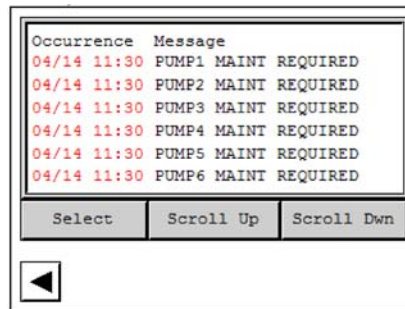 Occurrence Message
04/14 11:30 PUMP1 MAINT REQUIRED
04/14 11:30 PUMP2 MAINT REQUIRED
04/14 11:30 PUMP3 MAINT REQUIRED
04/14 11:30 PUMP4 MAINT REQUIRED
04/14 11:30 PUMP5 MAINT REQUIRED
04/14 11:30 PUMP6 MAINT REQUIRED
Select Scroll Up Scroll Dwn